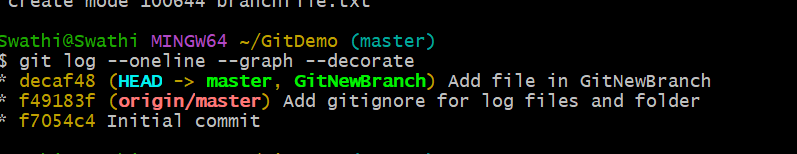 create mode 100644 branchfile.txt
Swathi@Swathi MINGW64 ~/GitDemo (master)
$ git log --oneline --graph --decorate
* decaf48 (HEAD -> master, GitNewBranch) Add file in GitNewBranch
* f49183f (origin/master) Add gitignore for log files and folder
* f7054c4 Initial commit